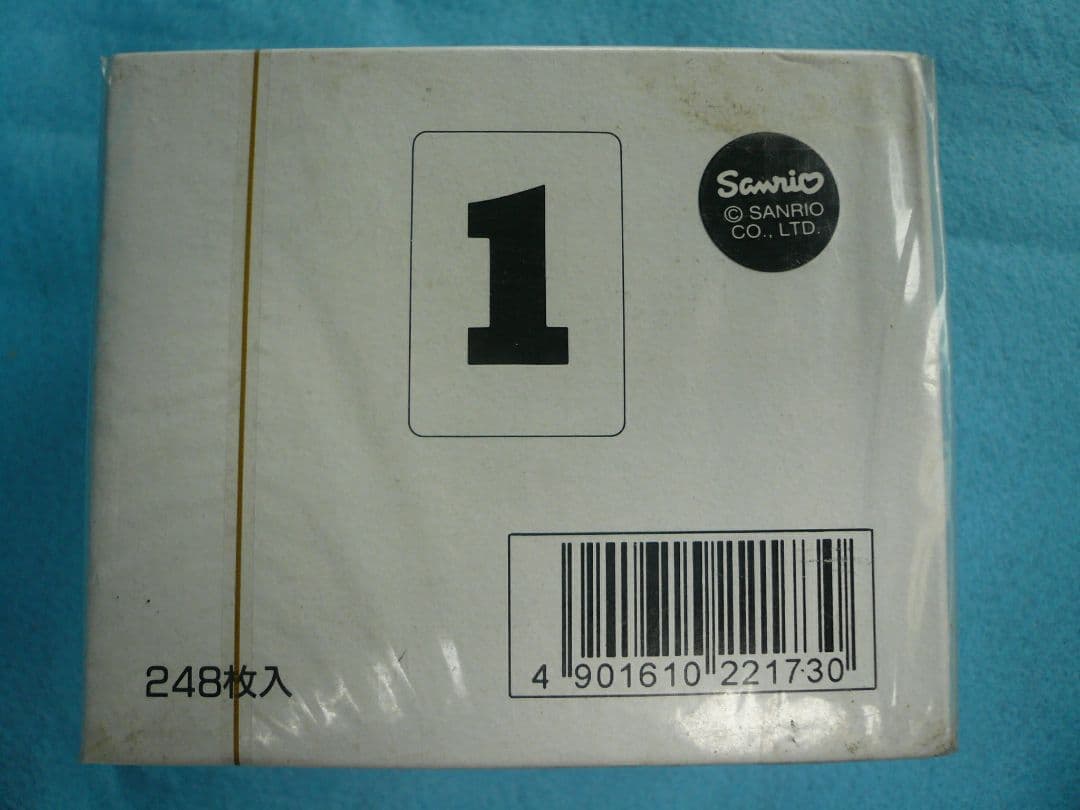 1
Sanrio
© SANRIO
CO., LTD.
248枚入
4 901610 221730